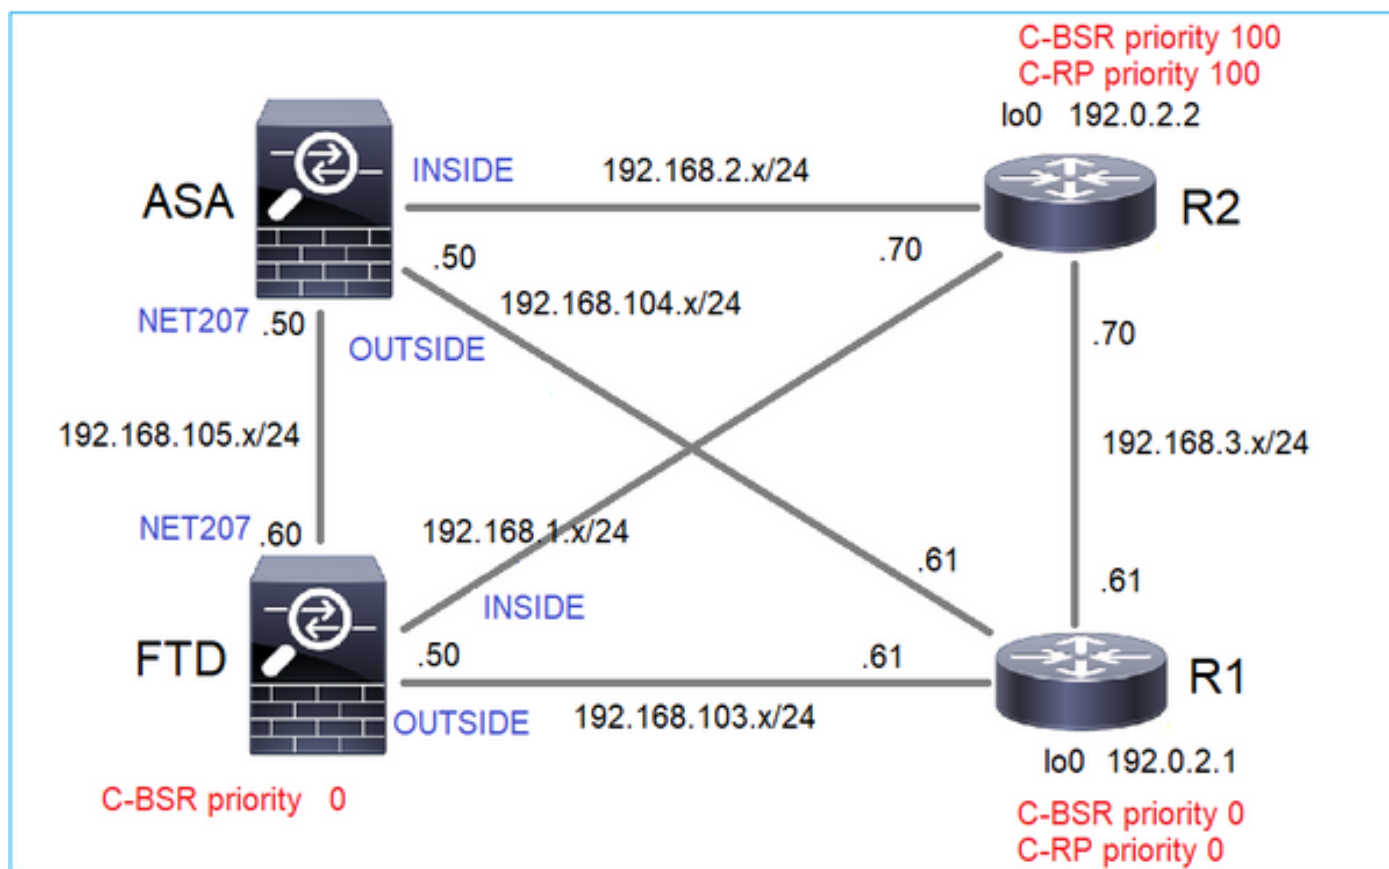 C-BSR priority 100
C-RP priority 100
lo0 192.0.2.2
INSIDE
192.168.2.x/24
ASA
R2
.50
.70
192.168.104.x/24
NET207
.50
OUTSIDE
.70
192.168.105.x/24
192.168.3.x/24
NET207
.60
192.168.1.x/24
.61
.61
INSIDE
FTD
.50
.61
R1
OUTSIDE
192.168.103.x/24
lo0 192.0.2.1
C-BSR priority 0
C-BSR priority 0
C-RP priority 0